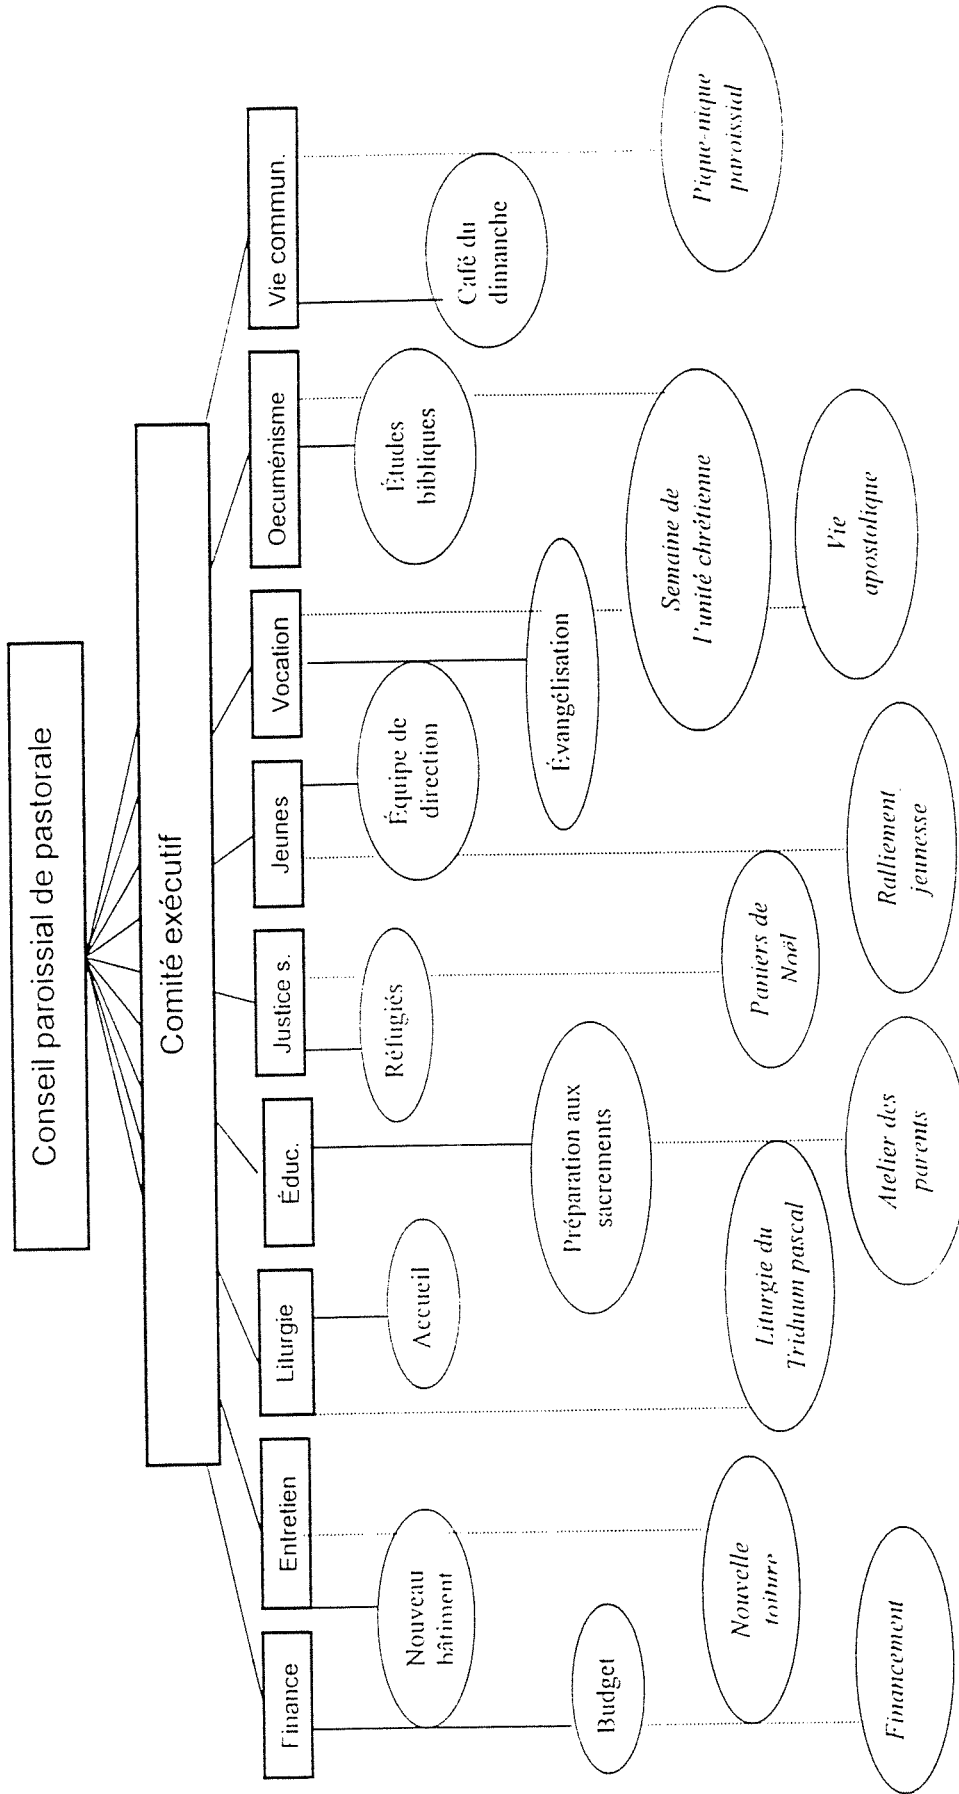 Conseil paroissial de pastorale
Comité exécutif
Finance
Entretien
Liturgie
Éduc.
Justice s.
Jeunes
Vocation
Oecuménisme
Vie commun.
Nouveau
bâtiment
Accueil
Réfugiés
Équipe de
direction
Études
bibliques
Café du
dimanche
Budget
Préparation aux
sacrements
Évangélisation
Nouvelle
toiture
Liturgie du
Triduum pascal
Paniers de
Noël
Semaine de
l'unité chrétienne
Pique-nique
paroissial
Financement
Atelier des
parents
Ralliement
jeunesse
Vie
apostolique